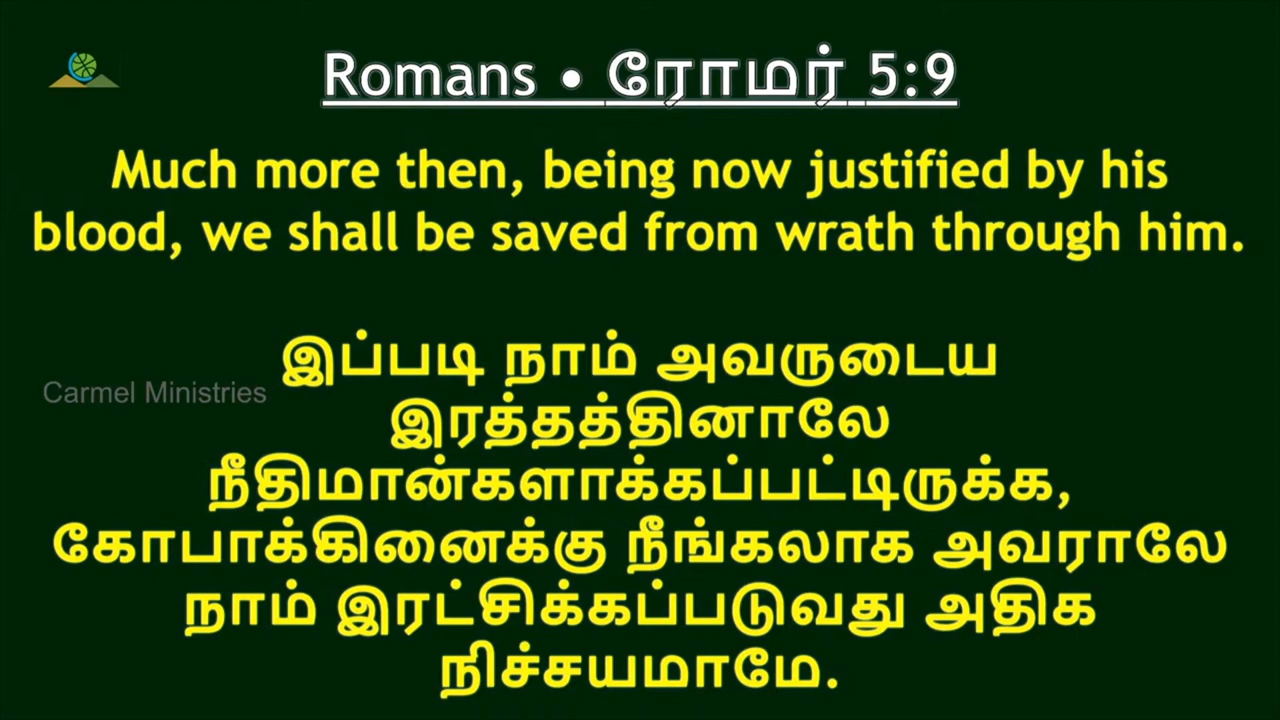 Romans • ரோமர் 5:9
Much more then, being now justified by his
blood, we shall be saved from wrath through him.
இப்படி நாம் அவருடைய
Carmel Ministries
இரத்தத்தினாலே
நீதிமான்களாக்கப்பட்டிருக்க,
கோபாக்கினைக்கு நீங்கலாக அவராலே
நாம் இரட்சிக்கப்படுவது அதிக
நிச்சயமாமே.